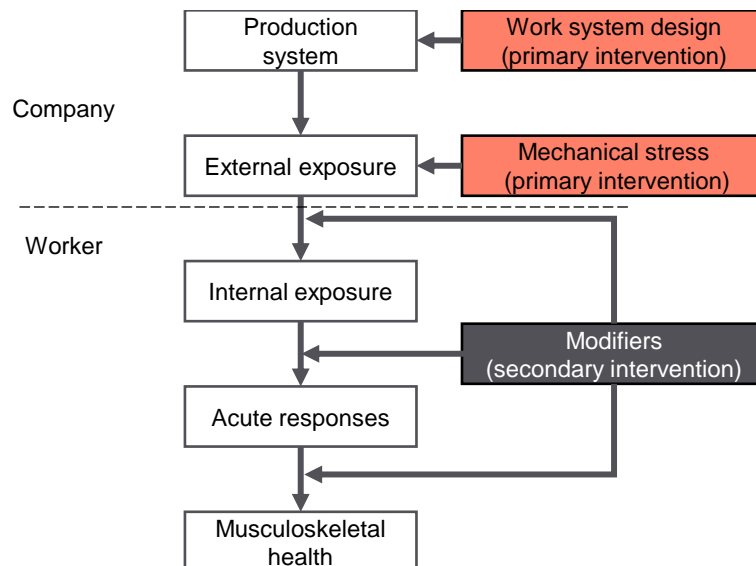 Production
system
Work system design
(primary intervention)
Company
External exposure
Mechanical stress
(primary intervention)
Worker
Internal exposure
Modifiers
(secondary intervention)
Acute responses
Musculoskeletal
health